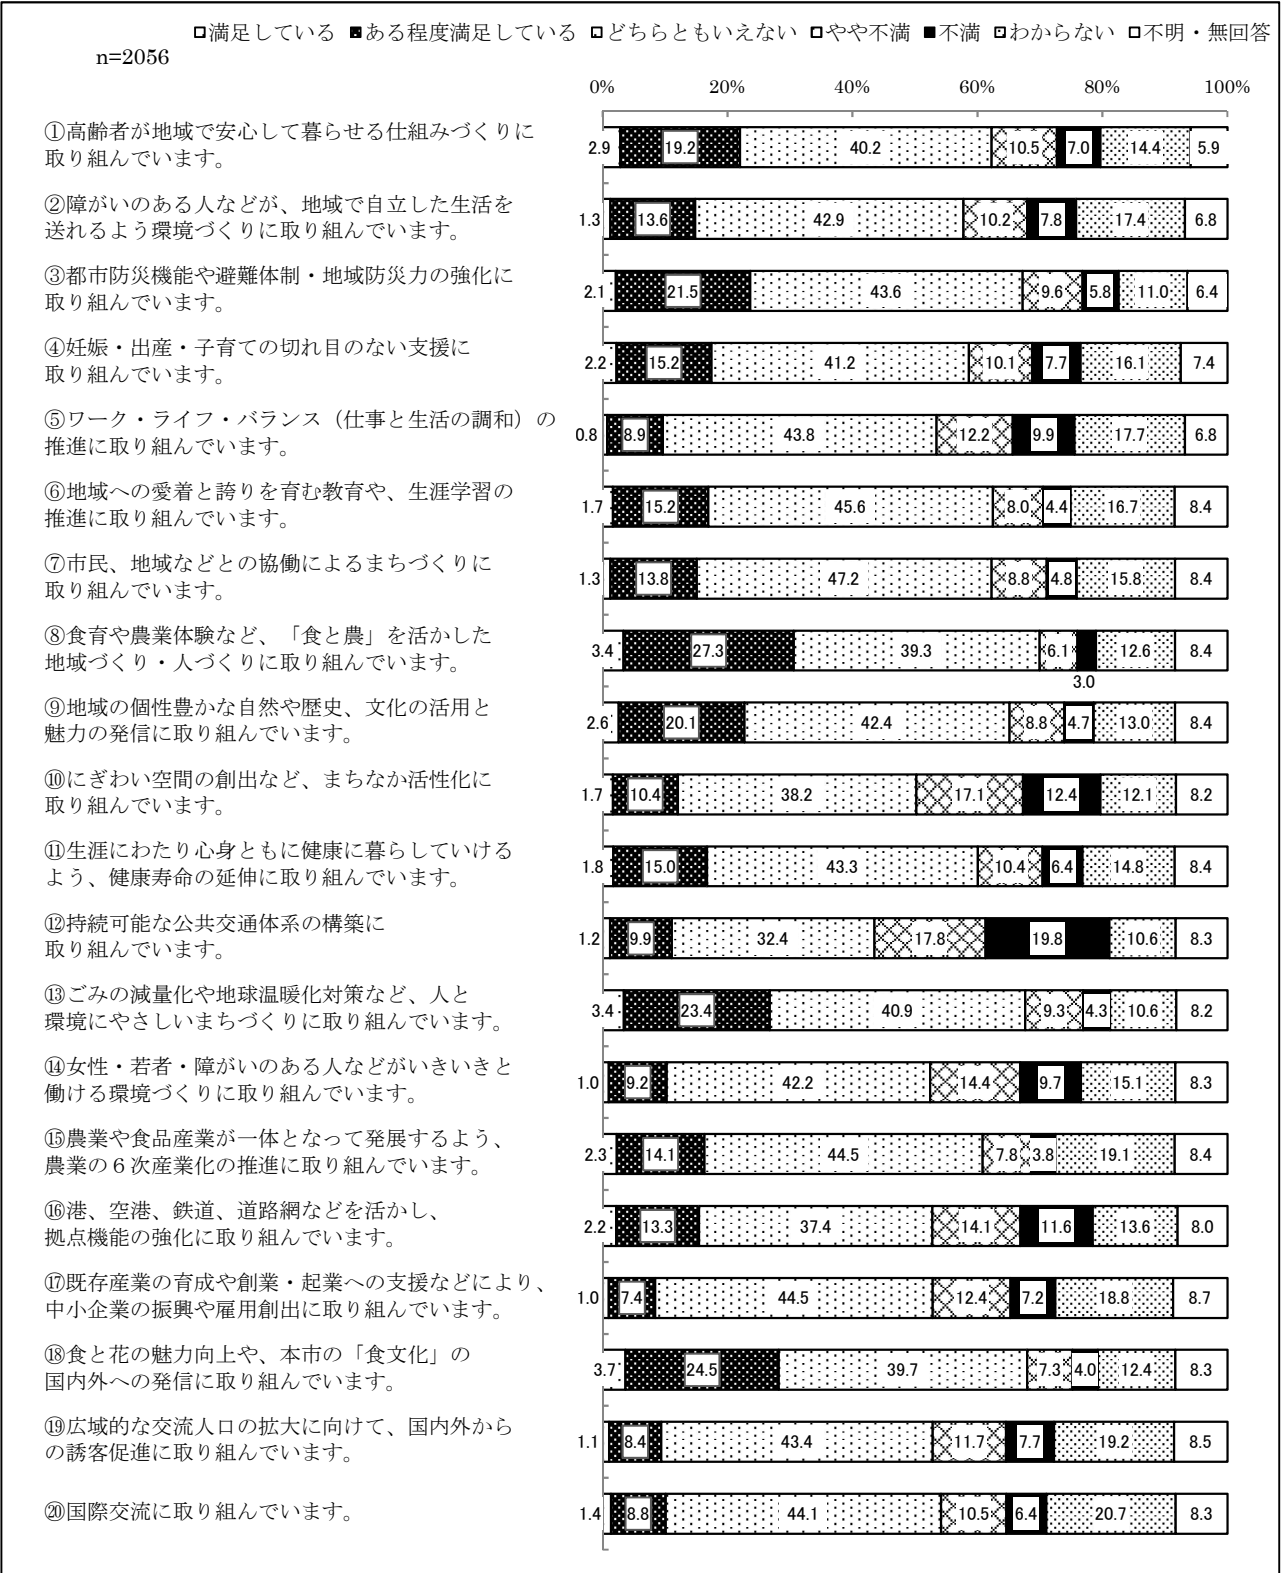 □満足している ■ある程度満足している □どちらともいえない □やや不満 ■不満 □わからない □不明・無回答
n=2056
0% 20% 40% 60% 80% 100%
①高齢者が地域で安心して暮らせる仕組みづくりに
取り組んでいます。
2.9 19.2 40.2 10.5 7.0 14.4 5.9
②障がいのある人などが、地域で自立した生活を
送れるよう環境づくりに取り組んでいます。
1.3 13.6 42.9 10.2 7.8 17.4 6.8
③都市防災機能や避難体制・地域防災力の強化に
取り組んでいます。
2.1 21.5 43.6 9.6 5.8 11.0 6.4
④妊娠・出産・子育ての切れ目のない支援に
取り組んでいます。
2.2 15.2 41.2 10.1 7.7 16.1 7.4
⑤ワーク・ライフ・バランス（仕事と生活の調和）の
推進に取り組んでいます。
0.8 8.9 43.8 12.2 9.9 17.7 6.8
⑥地域への愛着と誇りを育む教育や、生涯学習の
推進に取り組んでいます。
1.7 15.2 45.6 8.0 4.4 16.7 8.4
⑦市民、地域などとの協働によるまちづくりに
取り組んでいます。
1.3 13.8 47.2 8.8 4.8 15.8 8.4
⑧食育や農業体験など、「食と農」を活かした
地域づくり・人づくりに取り組んでいます。
3.4 27.3 39.3 6.1 12.6 8.4
3.0
⑨地域の個性豊かな自然や歴史、文化の活用と
魅力の発信に取り組んでいます。
2.6 20.1 42.4 8.8 4.7 13.0 8.4
⑩にぎわい空間の創出など、まちなか活性化に
取り組んでいます。
1.7 10.4 38.2 17.1 12.4 12.1 8.2
⑪生涯にわたり心身ともに健康に暮らしていける
よう、健康寿命の延伸に取り組んでいます。
1.8 15.0 43.3 10.4 6.4 14.8 8.4
⑫持続可能な公共交通体系の構築に
取り組んでいます。
1.2 9.9 32.4 17.8 19.8 10.6 8.3
⑬ごみの減量化や地球温暖化対策など、人と
環境にやさしいまちづくりに取り組んでいます。
3.4 23.4 40.9 9.3 4.3 10.6 8.2
⑭女性・若者・障がいのある人などがいきいきと
働ける環境づくりに取り組んでいます。
1.0 9.2 42.2 14.4 9.7 15.1 8.3
⑮農業や食品産業が一体となって発展するよう、
農業の６次産業化の推進に取り組んでいます。
2.3 14.1 44.5 7.8 3.8 19.1 8.4
⑯港、空港、鉄道、道路網などを活かし、
拠点機能の強化に取り組んでいます。
2.2 13.3 37.4 14.1 11.6 13.6 8.0
⑰既存産業の育成や創業・起業への支援などにより、
中小企業の振興や雇用創出に取り組んでいます。
1.0 7.4 44.5 12.4 7.2 18.8 8.7
⑱食と花の魅力向上や、本市の「食文化」の
国内外への発信に取り組んでいます。
3.7 24.5 39.7 7.3 4.0 12.4 8.3
⑲広域的な交流人口の拡大に向けて、国内外から
の誘客促進に取り組んでいます。
1.1 8.4 43.4 11.7 7.7 19.2 8.5
⑳国際交流に取り組んでいます。
1.4 8.8 44.1 10.5 6.4 20.7 8.3